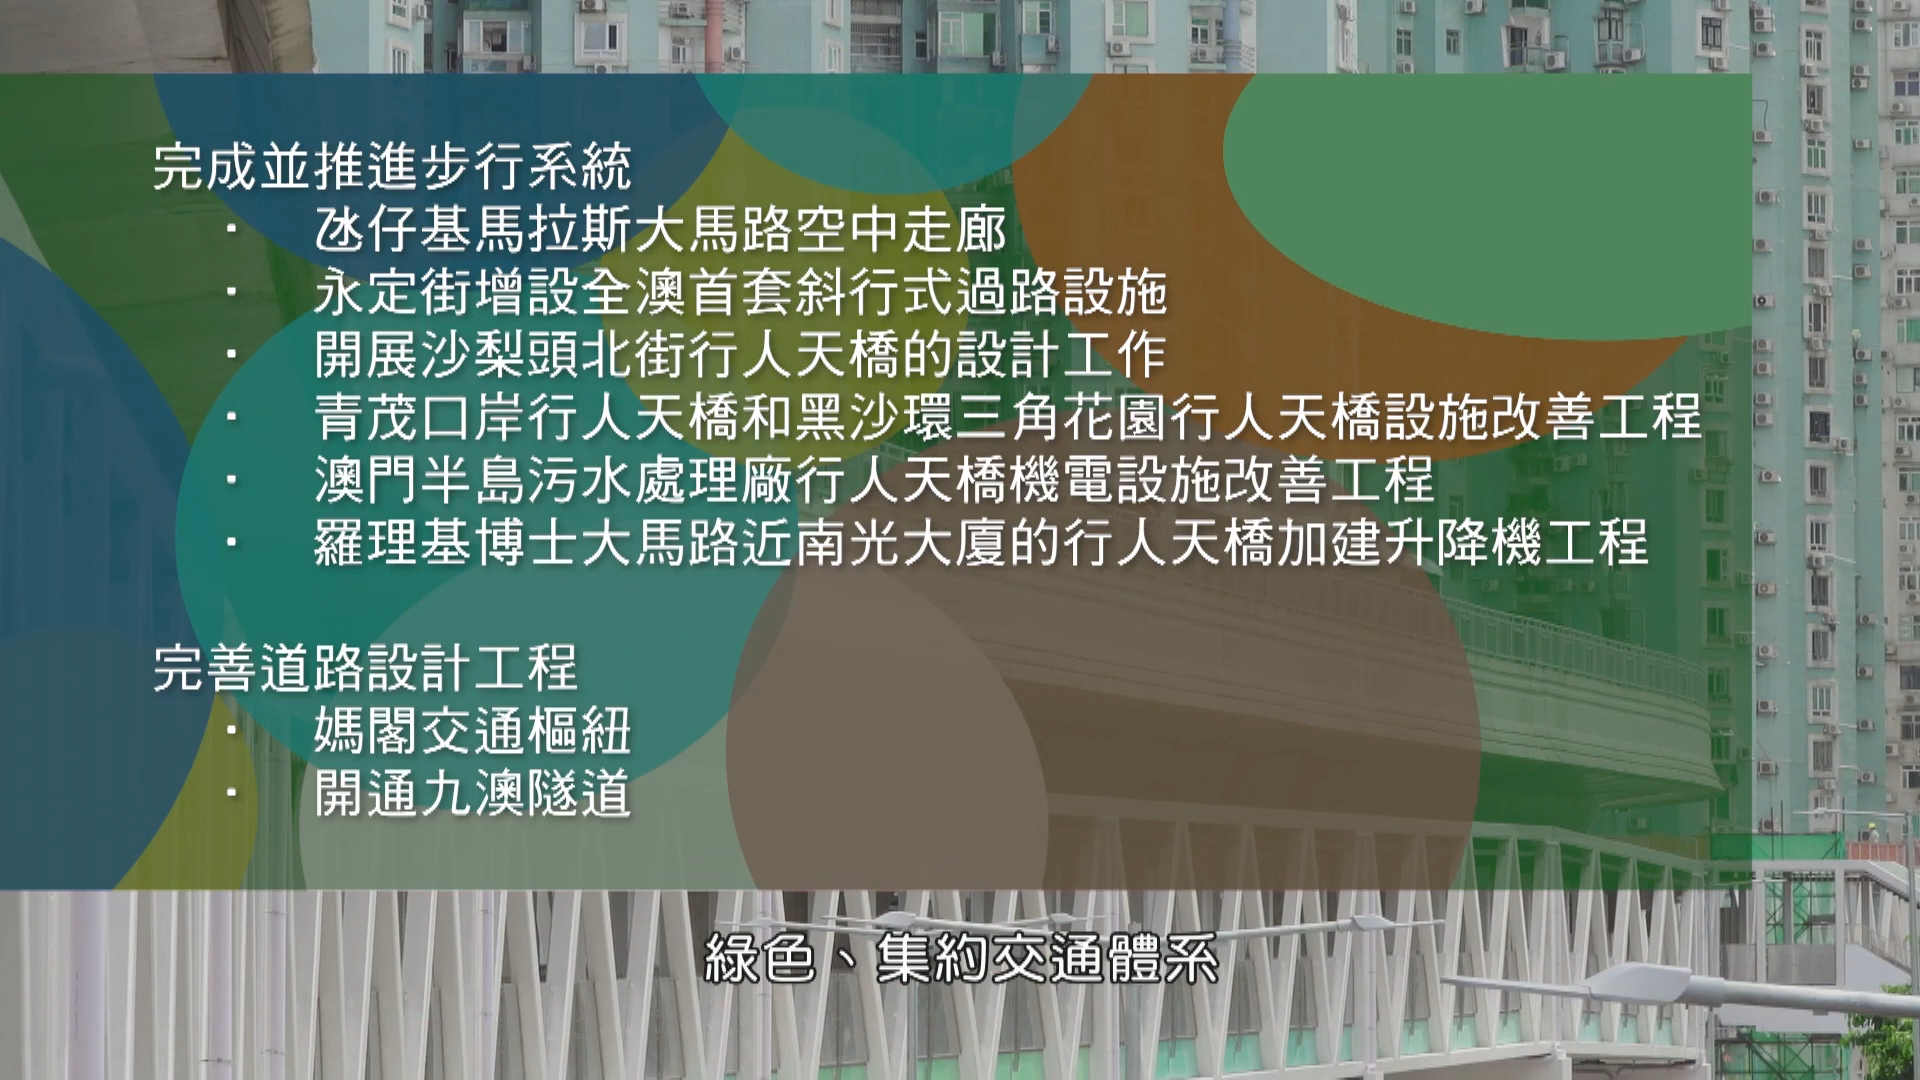 完成並推進步行系統
· 氹仔基馬拉斯大馬路空中走廊
· 永定街增設全澳首套斜行式過路設施
· 開展沙梨頭北街行人天橋的設計工作
· 青茂口岸行人天橋和黑沙環三角花園行人天橋設施改善工程
· 澳門半島污水處理廠行人天橋機電設施改善工程
· 羅理基博士大馬路近南光大廈的行人天橋加建升降機工程
完善道路設計工程
· 媽閣交通樞紐
· 開通九澳隧道
綠色、集約交通體系